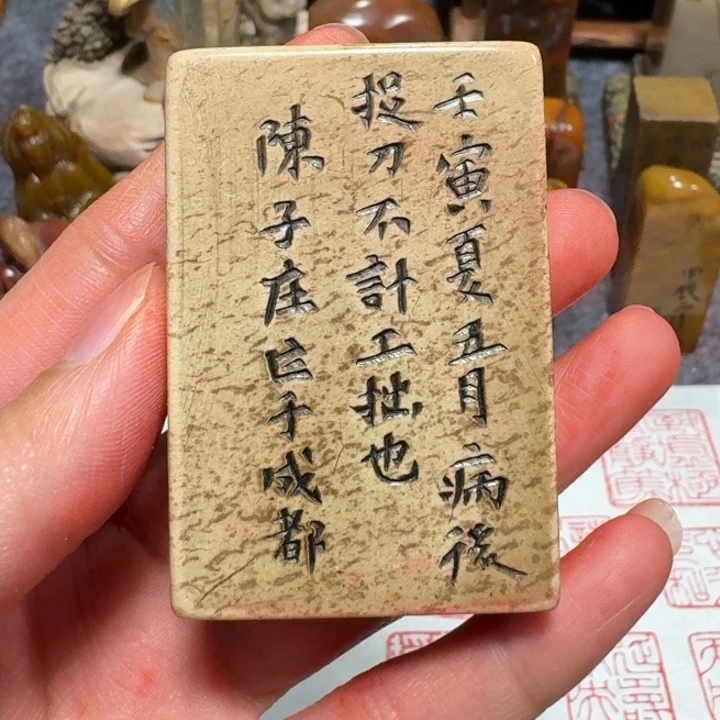 壬寅夏五月病後
捉刀不計工拙也
陳子庄于成都